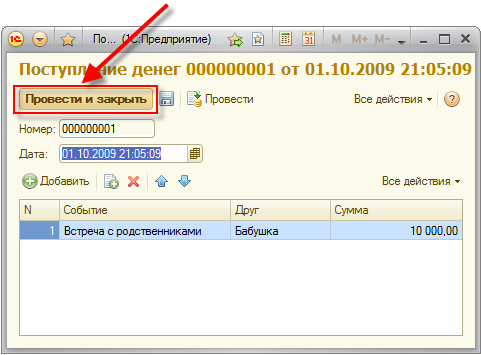 По... (1С:Предприятие) M M+ M-
Поступление денег 000000001 от 01.10.2009 21:05:09
Провести и закрыть Провести Все действия ?
Номер: 000000001
Дата: 01.10.2009 21:05:09
Добавить Все действия
N Событие Друг Сумма
1 Встреча с родственниками Бабушка 10 000,00